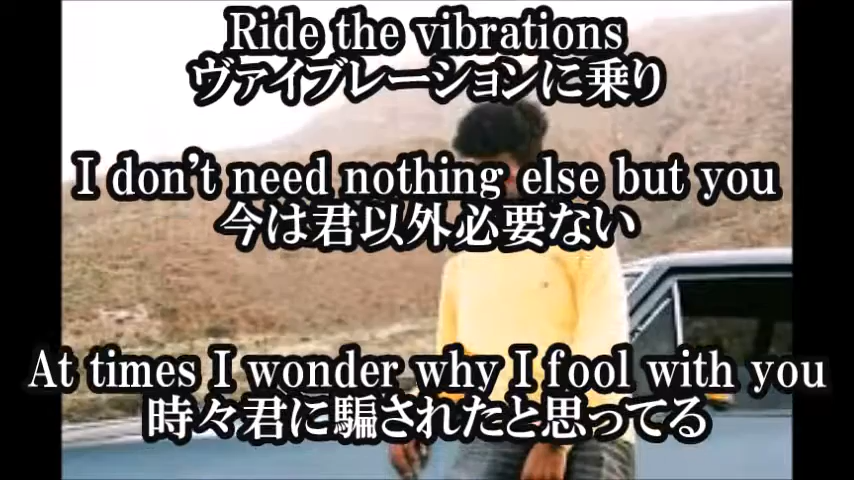 Ride the vibrations
ヴァイブレーションに乗り
I don't need nothing else but you
今は君以外必要ない
At times I wonder why I fool with you
時々君に騙されたと思ってる